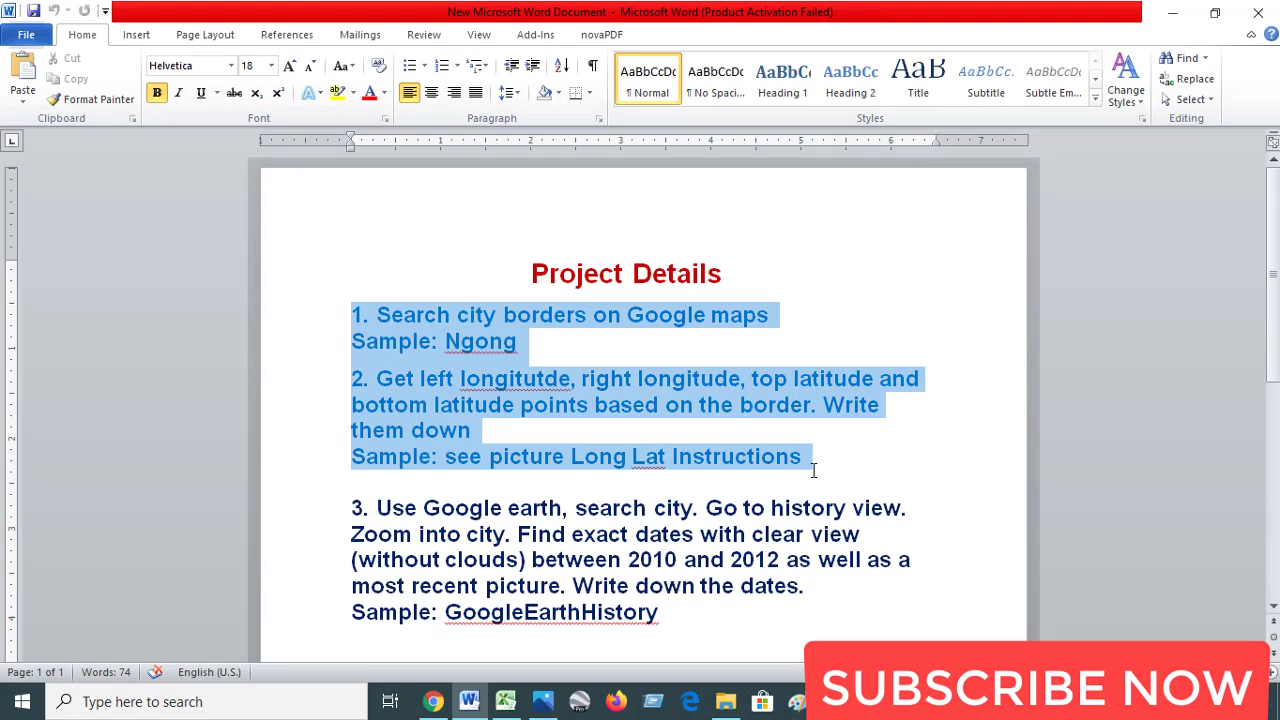 New Microsoft Word Document - Microsoft Word (Product Activation Failed)
File Home Insert Page Layout References Mailings Review View Add-Ins novaPDF
Paste Cut Copy Format Painter
Helvetica 18
AaBbCcDc AaBbCcDc AaBbCc AaBbCc AaB AaBbCc. AaBbCcDc
¶ Normal ¶ No Spaci... Heading 1 Heading 2 Title Subtitle Subtle Em...
Change Styles
Find Replace Select
Clipboard Font Paragraph Styles Editing
Project Details
1. Search city borders on Google maps
Sample: Ngong
2. Get left longitutde, right longitude, top latitude and
bottom latitude points based on the border. Write
them down
Sample: see picture Long Lat Instructions
3. Use Google earth, search city. Go to history view.
Zoom into city. Find exact dates with clear view
(without clouds) between 2010 and 2012 as well as a
most recent picture. Write down the dates.
Sample: GoogleEarthHistory
Page: 1 of 1 Words: 74 English (U.S.)
Type here to search
SUBSCRIBE NOW